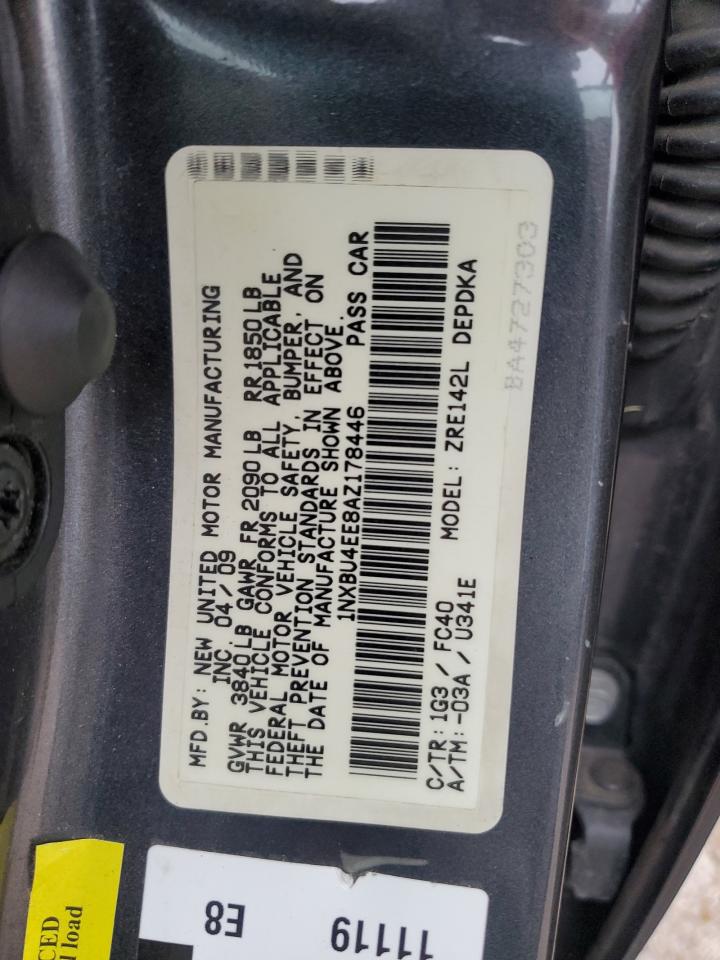 MFD.BY: NEW UNITED MOTOR MANUFACTURING
INC. 04/09
GVWR 3840LB GAWR FR 2090LB RR1850LB
THIS VEHICLE CONFORMS TO ALL APPLICABLE
FEDERAL MOTOR VEHICLE SAFETY, BUMPER, AND
THEFT PREVENTION STANDARDS IN EFFECT ON
THE DATE OF MANUFACTURE SHOWN ABOVE.
1NXBU4EE8AZ178446 PASS CAR
C/TR: 1G3 / FC40 MODEL: ZRE142L DEPDKA
A/TM: -03A / U341E
BA4727303
E8
11119
CED
load